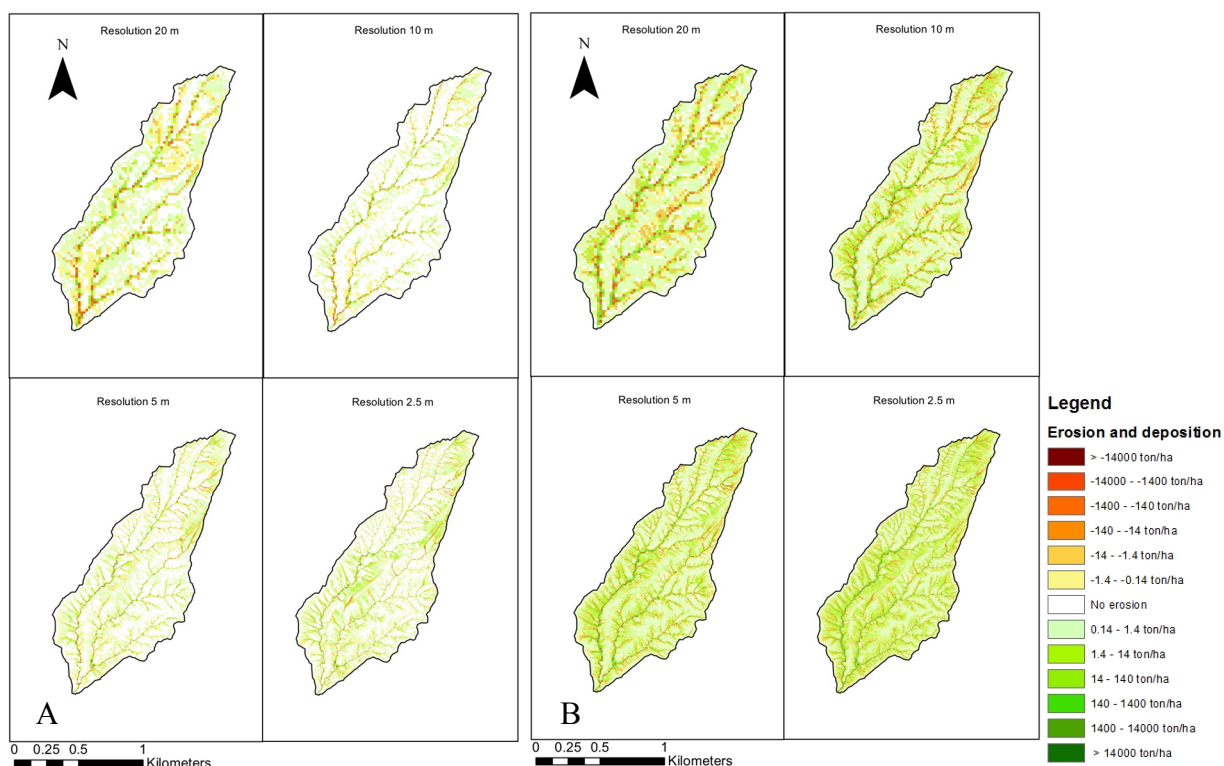 Resolution 20 m
Resolution 10 m
N
Resolution 5 m
Resolution 2.5 m
A
0 0.25 0.5 1
Kilometers
Resolution 20 m
Resolution 10 m
N
Resolution 5 m
Resolution 2.5 m
B
0 0.25 0.5 1
Kilometers
Legend
Erosion and deposition
> -14000 ton/ha
-14000 - -1400 ton/ha
-1400 - -140 ton/ha
-140 - -14 ton/ha
-14 - -1.4 ton/ha
-1.4 - -0.14 ton/ha
No erosion
0.14 - 1.4 ton/ha
1.4 - 14 ton/ha
14 - 140 ton/ha
140 - 1400 ton/ha
1400 - 14000 ton/ha
> 14000 ton/ha